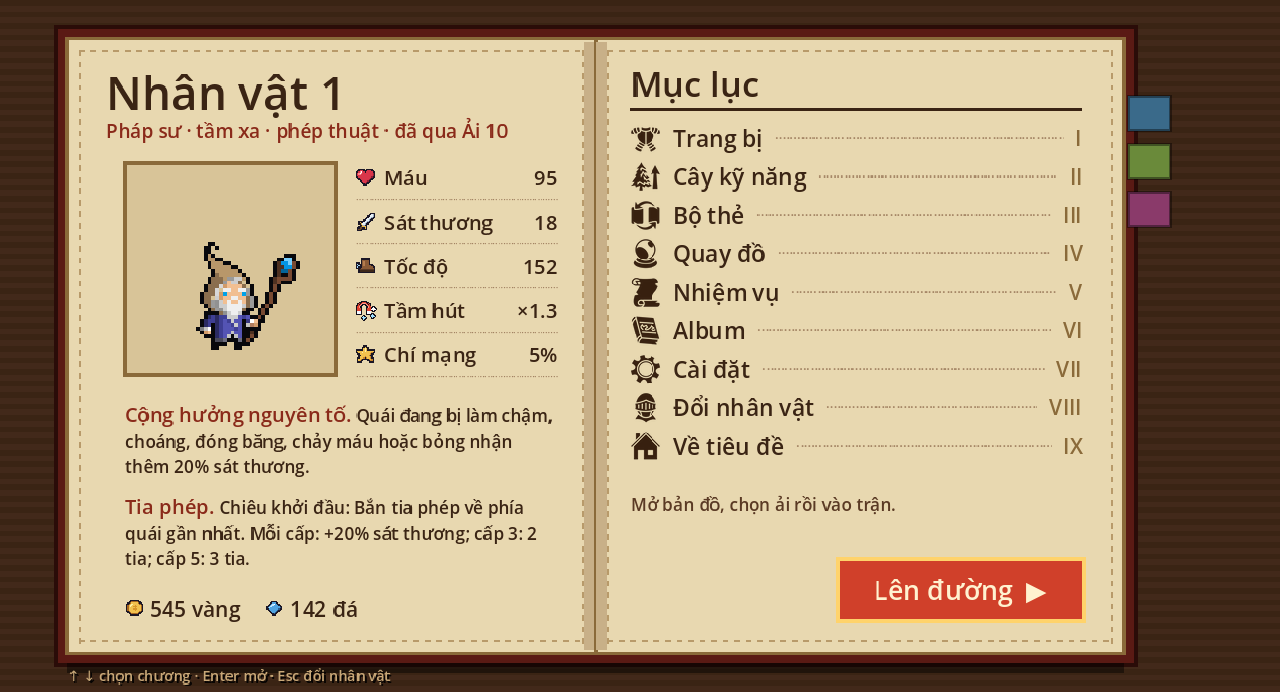 Nhân vật 1
Pháp sư · tầm xa · phép thuật · đã qua Ải 10
Máu 95
Sát thương 18
Tốc độ 152
Tầm hút ×1.3
Chí mạng 5%
Cộng hưởng nguyên tố. Quái đang bị làm chậm,
choáng, đóng băng, chảy máu hoặc bỏng nhận
thêm 20% sát thương.
Tia phép. Chiêu khởi đầu: Bắn tia phép về phía
quái gần nhất. Mỗi cấp: +20% sát thương; cấp 3: 2
tia; cấp 5: 3 tia.
545 vàng 142 đá
Mục lục
Trang bị I
Cây kỹ năng II
Bộ thẻ III
Quay đồ IV
Nhiệm vụ V
Album VI
Cài đặt VII
Đổi nhân vật VIII
Về tiêu đề IX
Mở bản đồ, chọn ải rồi vào trận.
Lên đường ▶
↑ ↓ chọn chương · Enter mở · Esc đổi nhân vật